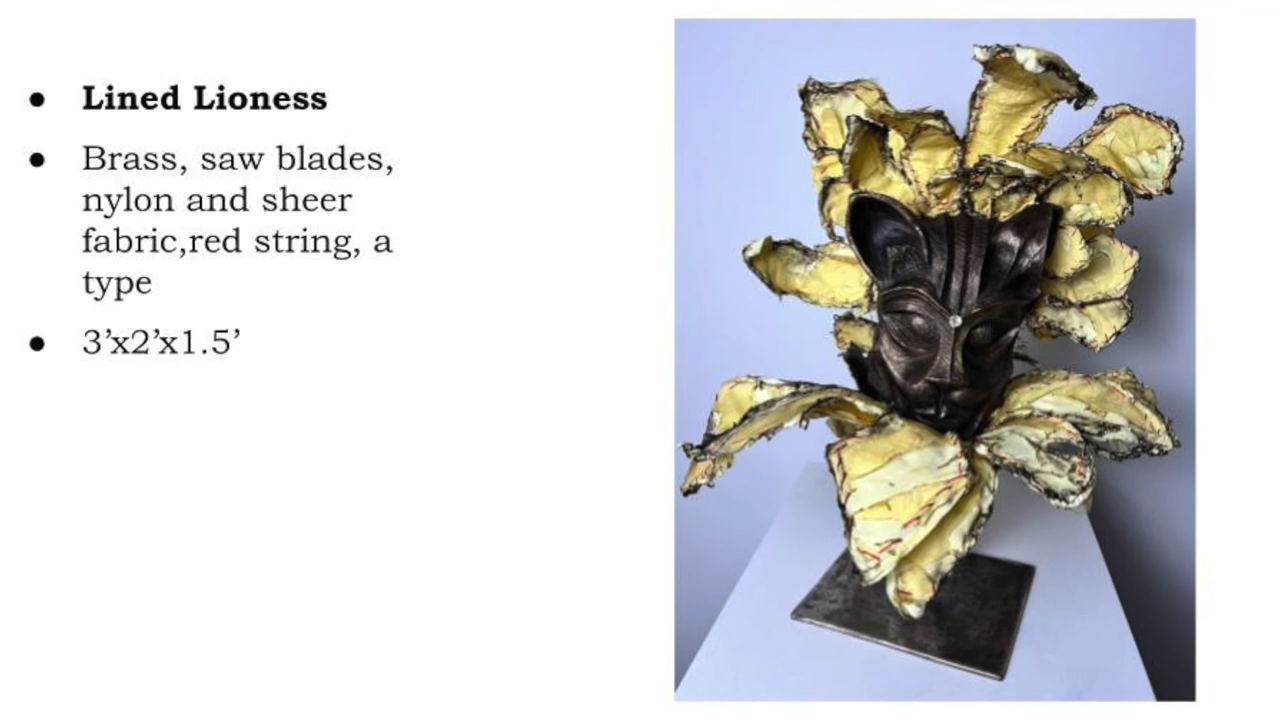 Lined Lioness
Brass, saw blades,
nylon and sheer
fabric,red string, a
type
3’x2’x1.5’